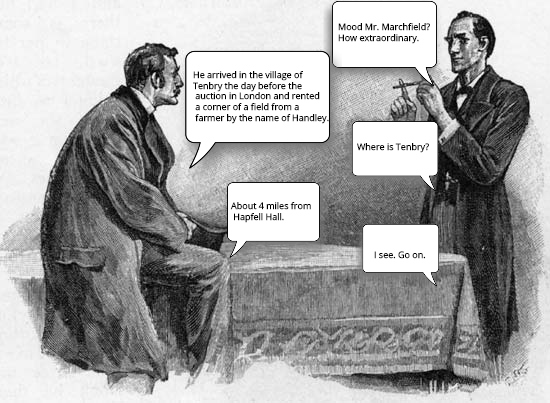 Mood Mr. Marchfield?
How extraordinary.
He arrived in the village of
Tenbry the day before the
auction in London and rented
a corner of a field from a
farmer by the name of Handley.
Where is Tenbry?
About 4 miles from
Hapfell Hall.
I see. Go on.